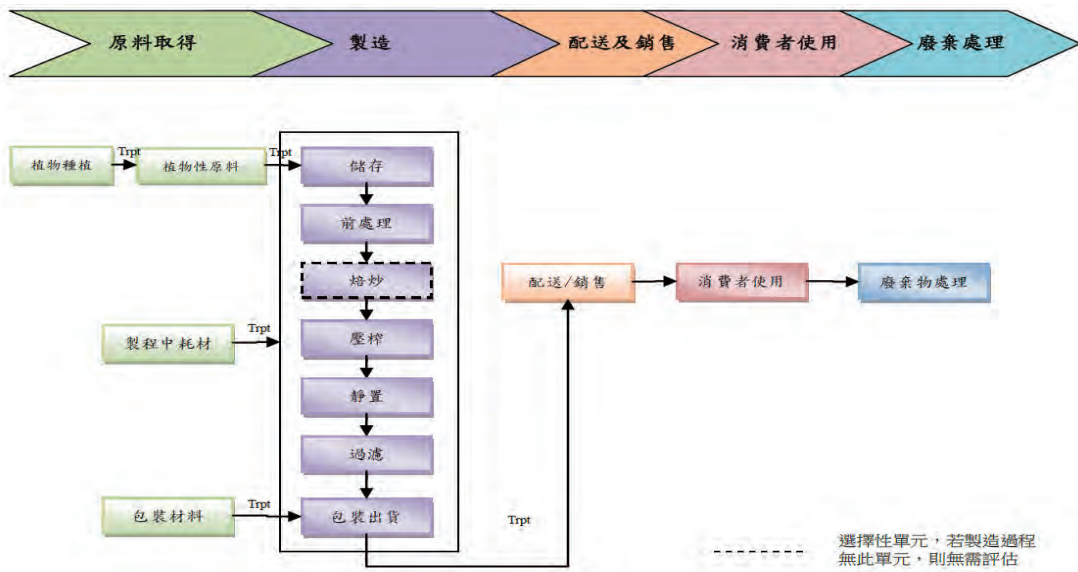 原料取得
製造
配送及銷售
消費者使用
廢棄處理
植物種植
Trpt
植物性原料
Trpt
儲存
前處理
焙炒
配送/銷售
消費者使用
廢棄物處理
製程中耗材
Trpt
壓榨
靜置
過濾
包裝材料
Trpt
包裝出貨
Trpt
選擇性單元，若製造過程
無此單元，則無需評估